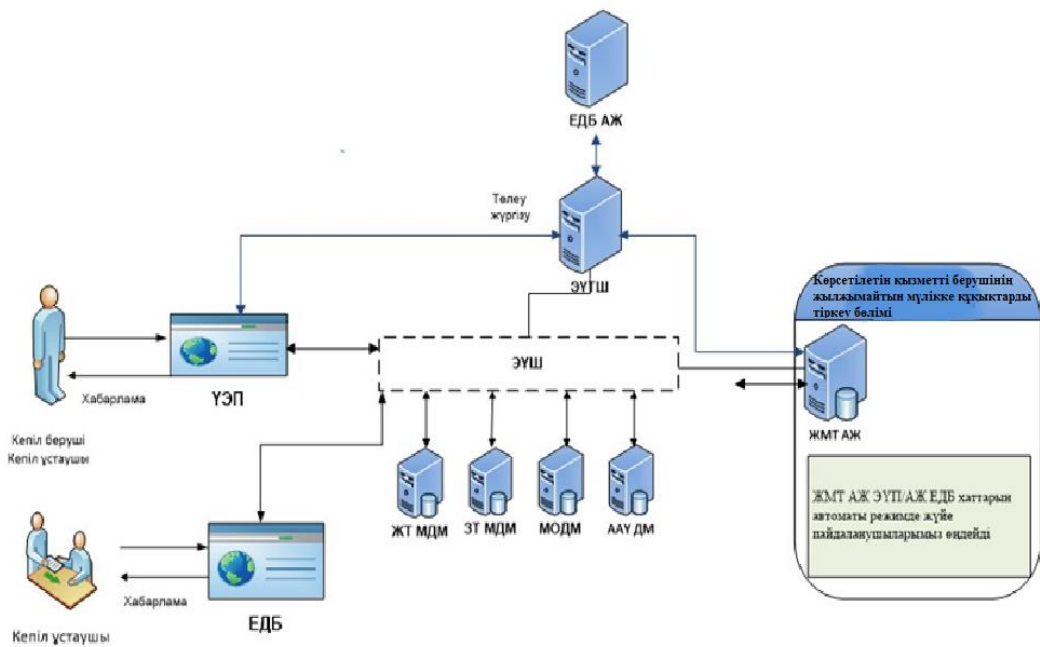 ЕДБ АЖ
Төлеу
жүргізу
ЭҮТШ
Көрсетілетін қызметті берушінің
жылжымайтын мүлікке құқықтарды
тіркеу бөлімі
Хабарлама
ҮЭП
ЭҮШ
ЖМТ АЖ
Кепіл беруші
Кепіл ұстаушы
ЖТ МДМ
ЗТ МДМ
МОДМ
ААҮ ДМ
ЖМТ АЖ ЭҮП/АЖ ЕДБ хаттарын
автоматы режимде жүйе
пайдаланушыларымыз өңдейді
Хабарлама
ЕДБ
Кепіл ұстаушы